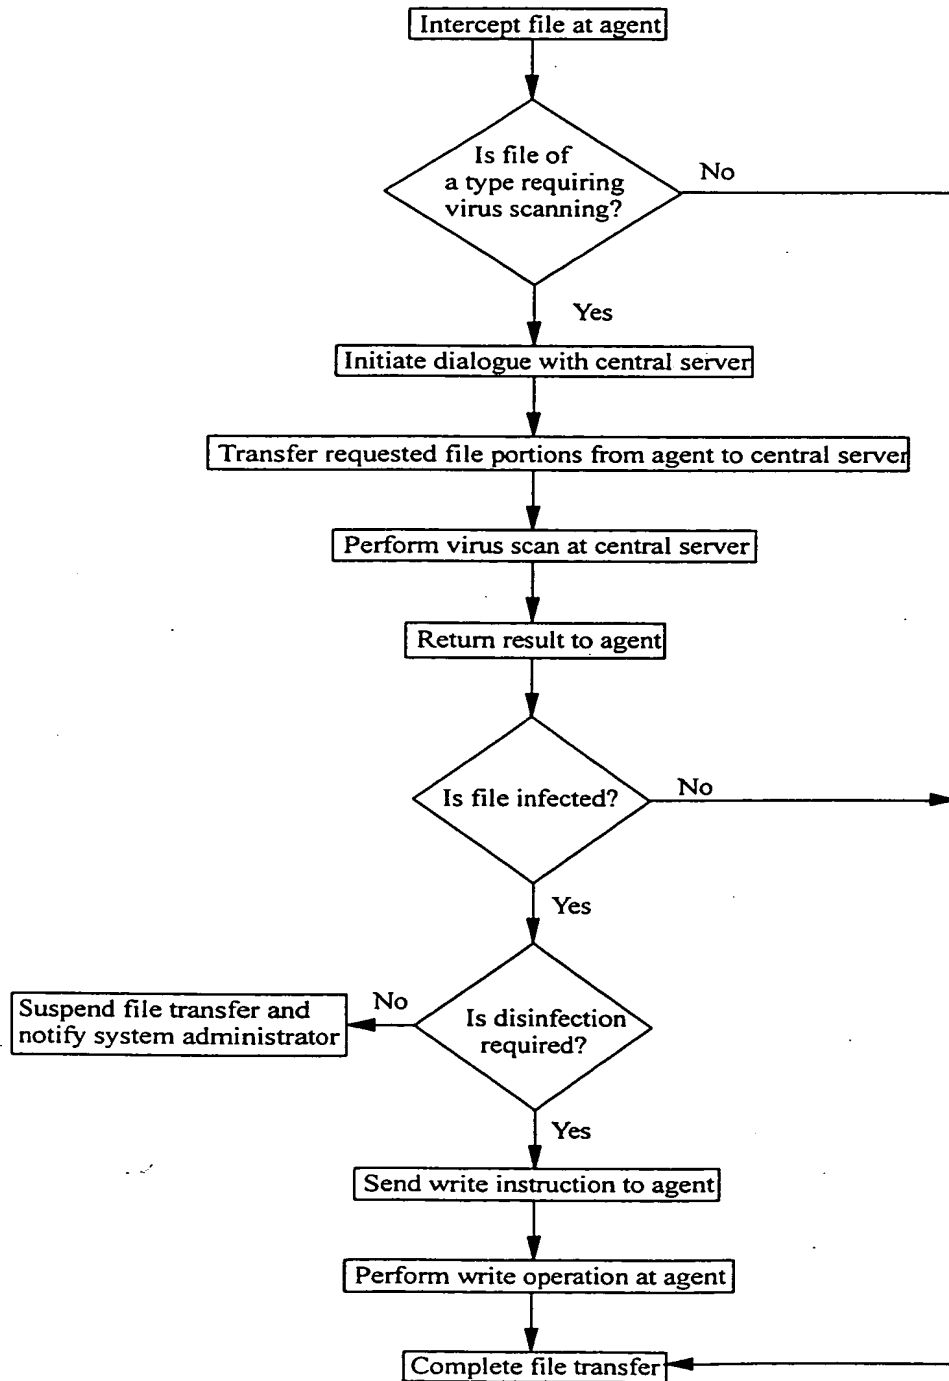 Intercept file at agent
Is file of
a type requiring
virus scanning?
No
Yes
Initiate dialogue with central server
Transfer requested file portions from agent to central server
Perform virus scan at central server
Return result to agent
Is file infected?
No
Yes
Is disinfection
required?
No
Suspend file transfer and
notify system administrator
Yes
Send write instruction to agent
Perform write operation at agent
Complete file transfer